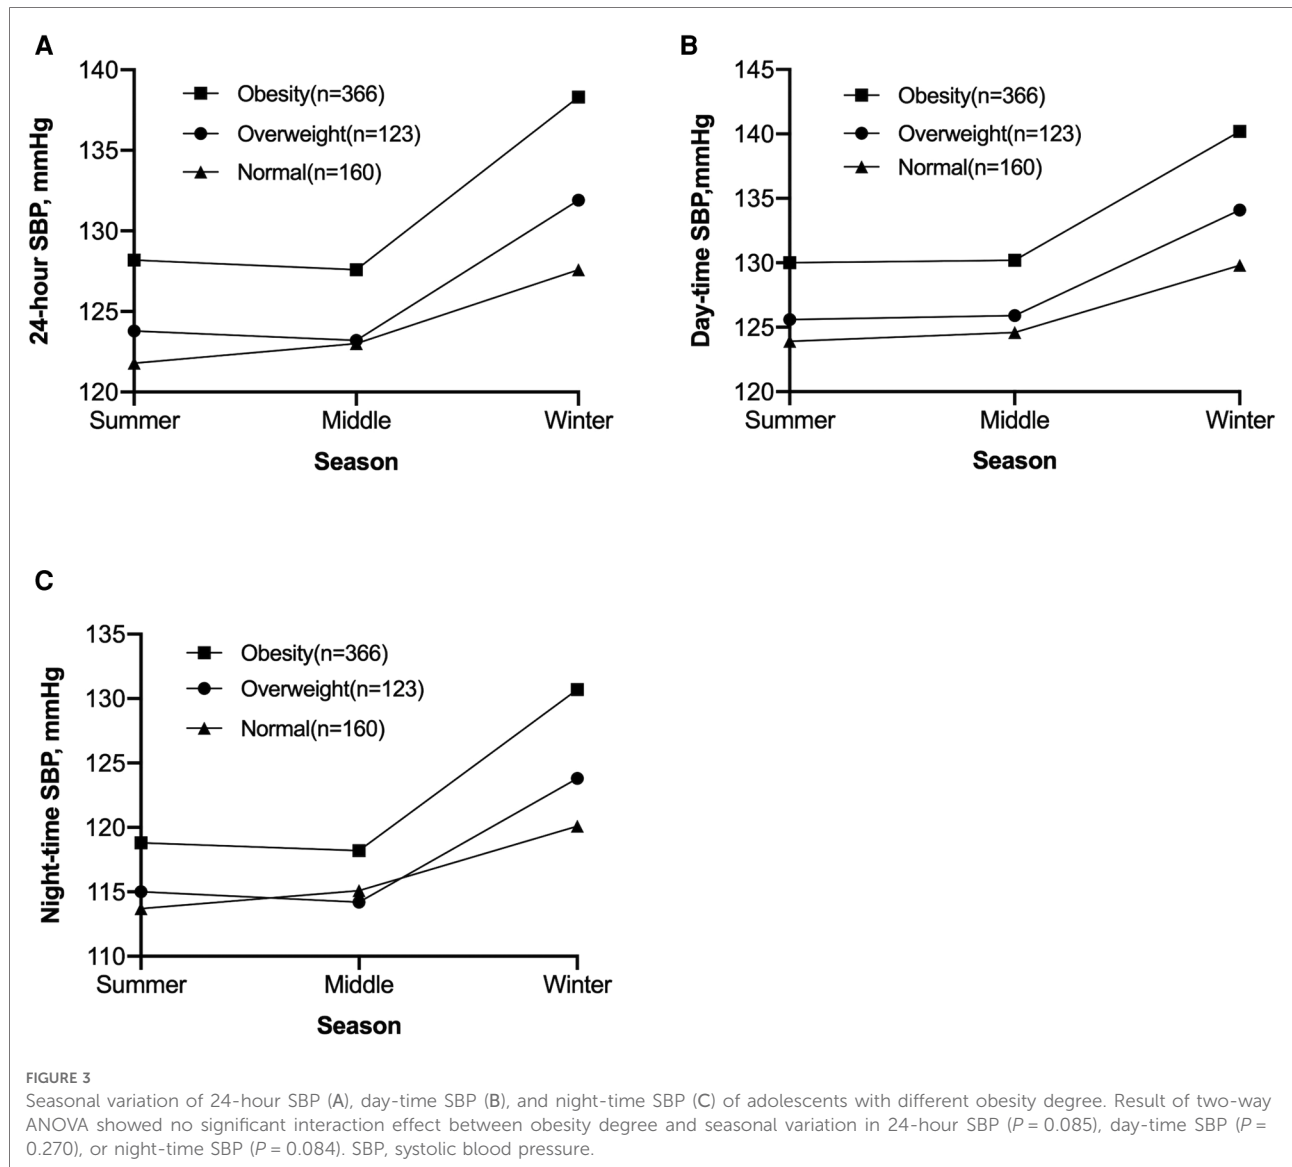 A
24-hour SBP, mmHg
140
135
130
125
120
Obesity(n=366)
Overweight(n=123)
Normal(n=160)
Summer Middle Winter
Season
B
Day-time SBP,mmHg
145
140
135
130
125
120
Obesity(n=366)
Overweight(n=123)
Normal(n=160)
Summer Middle Winter
Season
C
Night-time SBP, mmHg
135
130
125
120
115
110
Obesity(n=366)
Overweight(n=123)
Normal(n=160)
Summer Middle Winter
Season
FIGURE 3
Seasonal variation of 24-hour SBP (A), day-time SBP (B), and night-time SBP (C) of adolescents with different obesity degree. Result of two-way
ANOVA showed no significant interaction effect between obesity degree and seasonal variation in 24-hour SBP (P = 0.085), day-time SBP (P =
0.270), or night-time SBP (P = 0.084). SBP, systolic blood pressure.